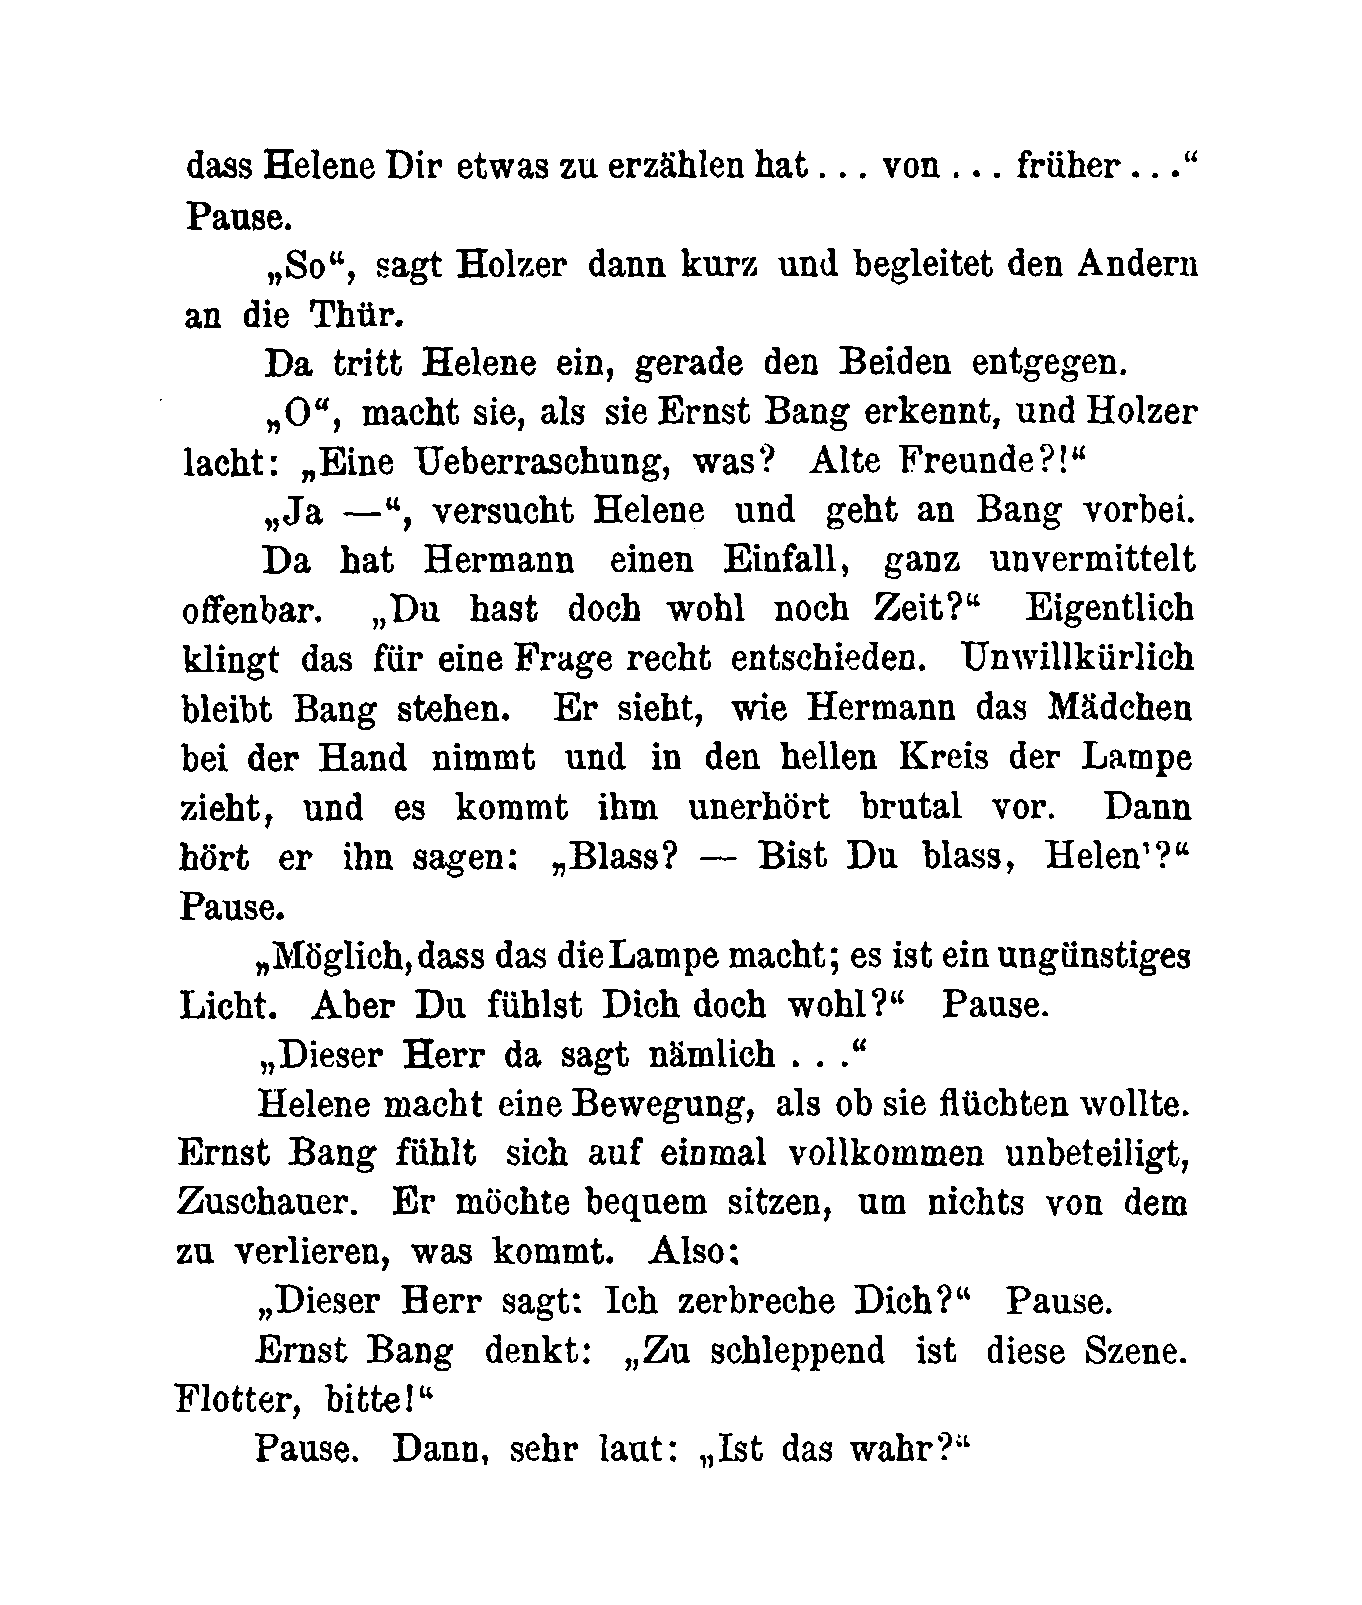 dass Helene Dir etwas zu erzählen hat . . . von . . . früher . . .“
Pause.
„So“, sagt Holzer dann kurz und begleitet den Andern
an die Thür.
Da tritt Helene ein, gerade den Beiden entgegen.
„O“, macht sie, als sie Ernst Bang erkennt, und Holzer
lacht: „Eine Ueberraschung, was? Alte Freunde?!“
„Ja —“, versucht Helene und geht an Bang vorbei.
Da hat Hermann einen Einfall, ganz unvermittelt
offenbar. „Du hast doch wohl noch Zeit?“ Eigentlich
klingt das für eine Frage recht entschieden. Unwillkürlich
bleibt Bang stehen. Er sieht, wie Hermann das Mädchen
bei der Hand nimmt und in den hellen Kreis der Lampe
zieht, und es kommt ihm unerhört brutal vor. Dann
hört er ihn sagen: „Blass? — Bist Du blass, Helen'?“
Pause.
„Möglich, dass das die Lampe macht; es ist ein ungünstiges
Licht. Aber Du fühlst Dich doch wohl?“ Pause.
„Dieser Herr da sagt nämlich . . .“
Helene macht eine Bewegung, als ob sie flüchten wollte.
Ernst Bang fühlt sich auf einmal vollkommen unbeteiligt,
Zuschauer. Er möchte bequem sitzen, um nichts von dem
zu verlieren, was kommt. Also:
„Dieser Herr sagt: Ich zerbreche Dich?“ Pause.
Ernst Bang denkt: „Zu schleppend ist diese Szene.
Flotter, bitte!“
Pause. Dann, sehr laut: „Ist das wahr?“